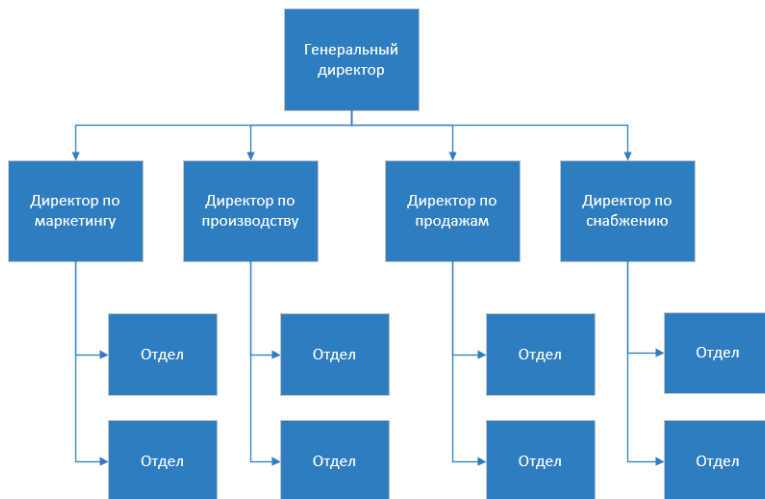 Генеральный
директор
Директор по
маркетингу
Директор по
производству
Директор по
продажам
Директор по
снабжению
Отдел
Отдел
Отдел
Отдел
Отдел
Отдел
Отдел
Отдел